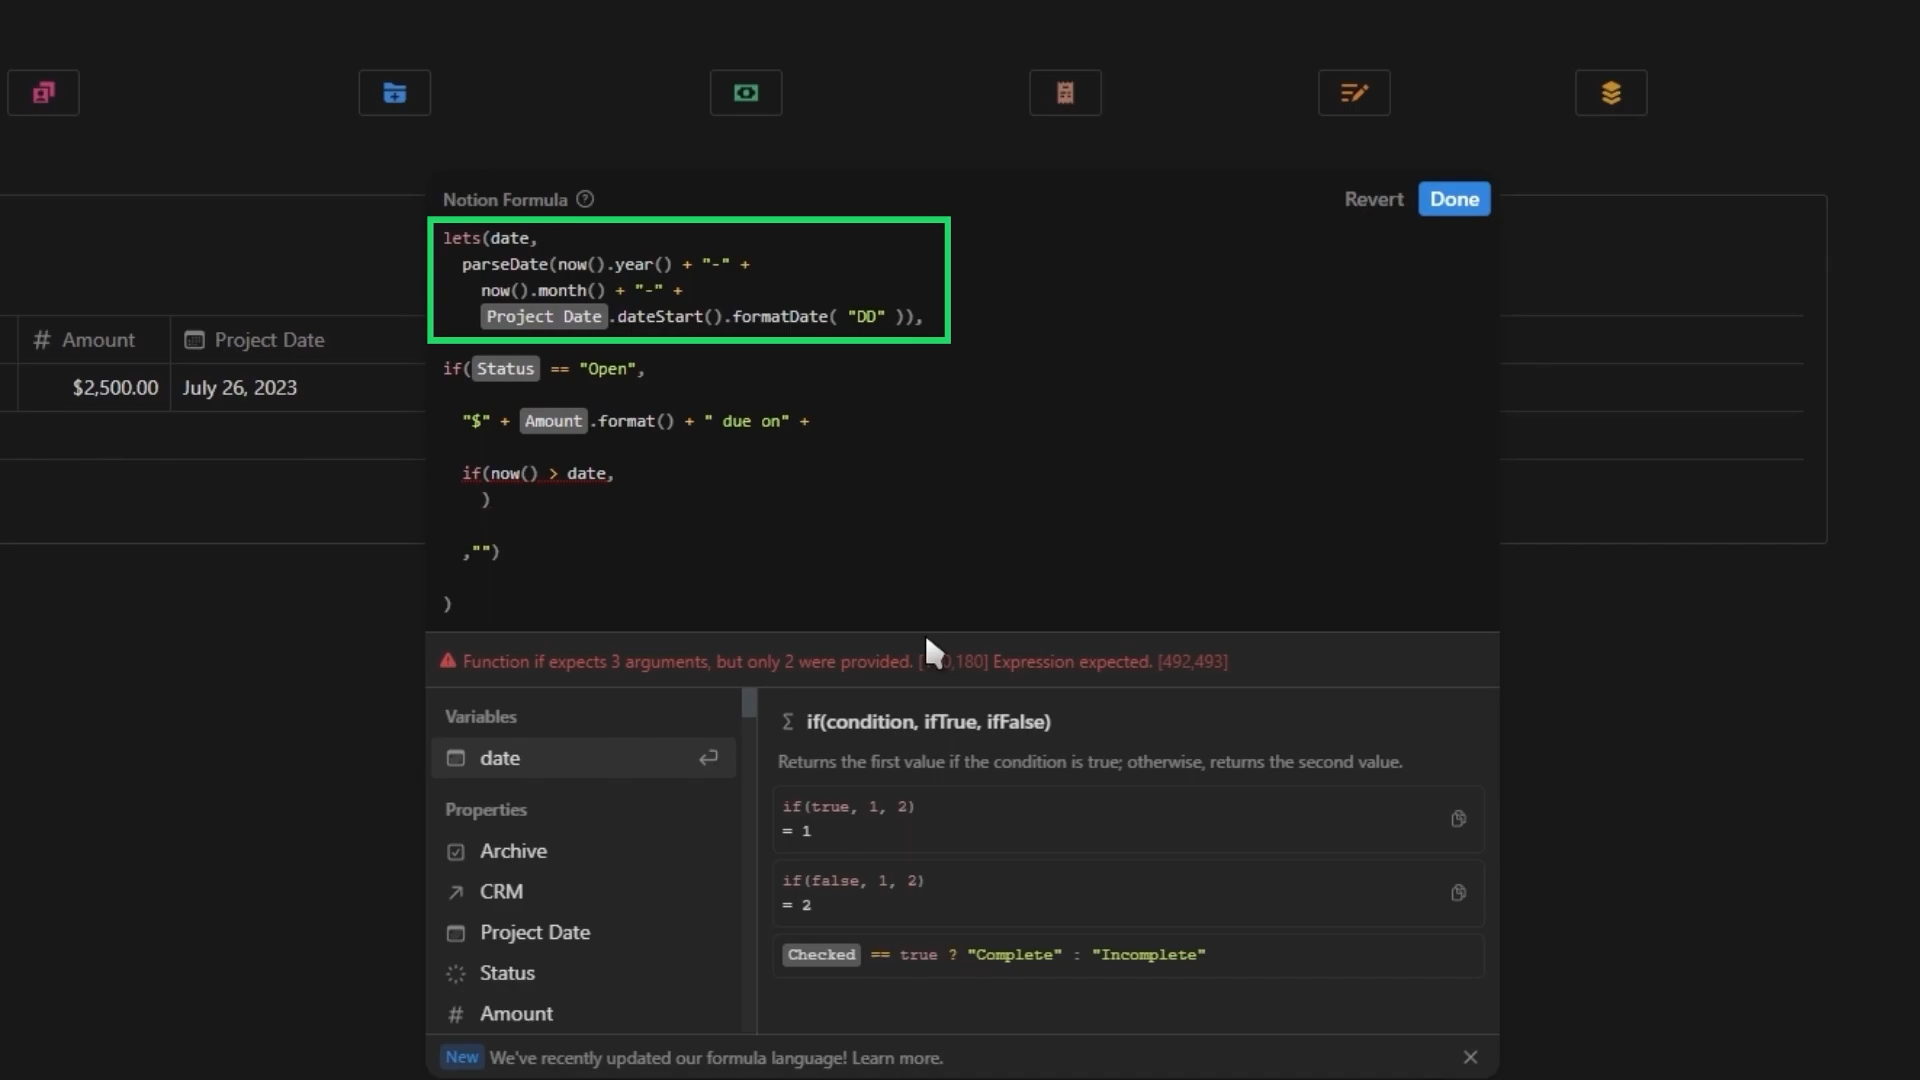 Notion Formula
Revert
Done
lets(date,
parseDate(now().year() + "-" +
now().month() + "-" +
Project Date.dateStart().formatDate( "DD" )),
# Amount
Project Date
$2,500.00
July 26, 2023
if(Status == "Open",
"$" + Amount.format() + " due on" +
if(now() > date,
)
,"")
)
Function if expects 3 arguments, but only 2 were provided. [ ,180] Expression expected. [492,493]
Variables
date
Properties
Archive
CRM
Project Date
Status
# Amount
Σ if(condition, ifTrue, ifFalse)
Returns the first value if the condition is true; otherwise, returns the second value.
if(true, 1, 2)
= 1
if(false, 1, 2)
= 2
Checked == true ? "Complete" : "Incomplete"
New We've recently updated our formula language! Learn more.